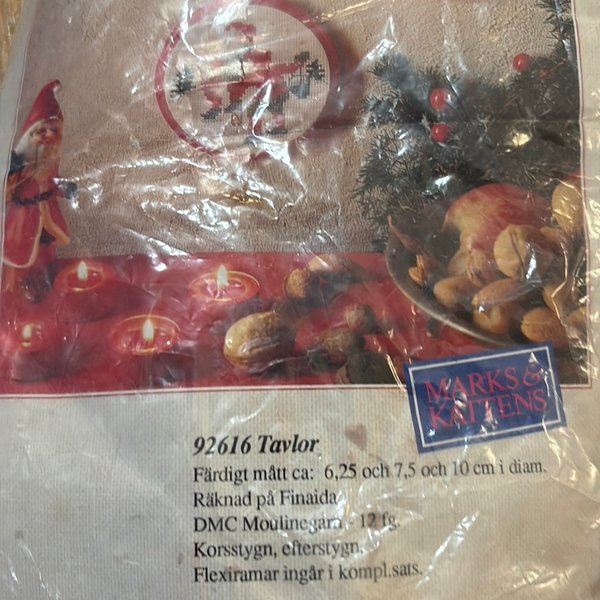 MARKS &
KATTENS
92616 Tavlor
Färdigt mått ca: 6,25 och 7,5 och 10 cm i diam.
Räknad på Finaida
DMC Moulinegarn - 12 fg.
Korsstygn, efterstygn.
Flexiramar ingår i kompl.sats.